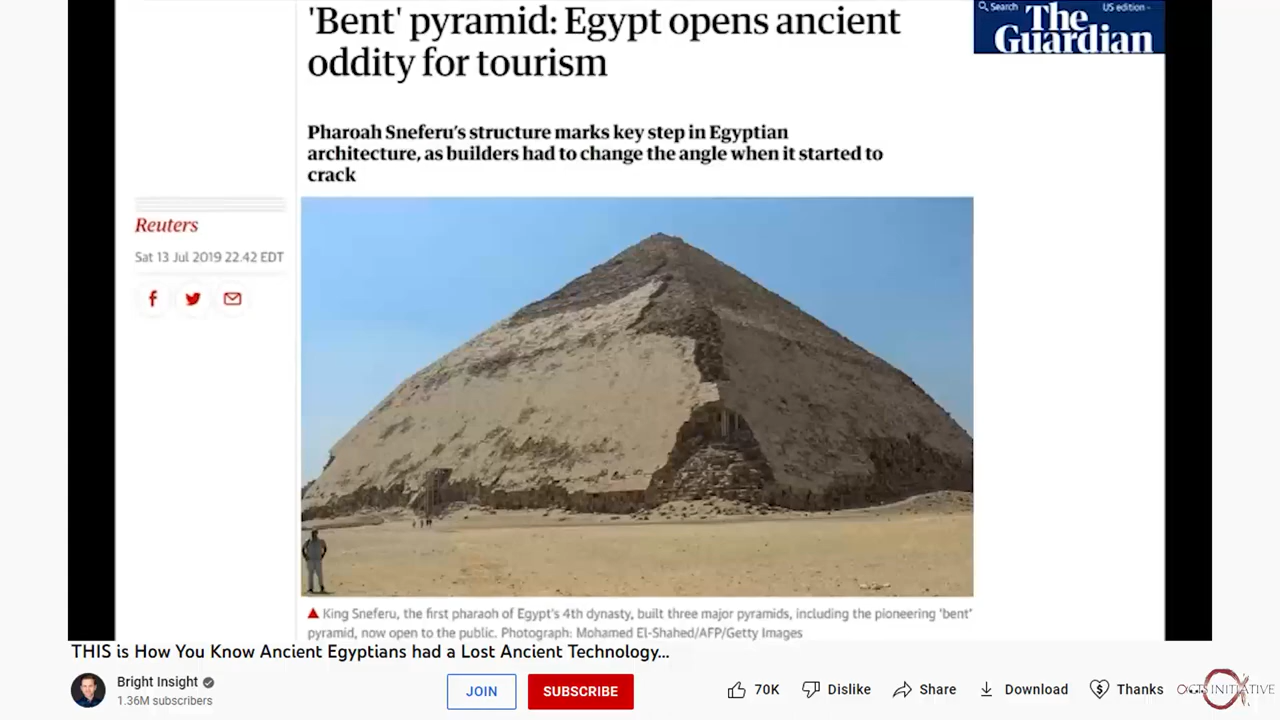 'Bent' pyramid: Egypt opens ancient
oddity for tourism
Search
US edition
The
Guardian
Pharoah Sneferu's structure marks key step in Egyptian
architecture, as builders had to change the angle when it started to
crack
Reuters
Sat 13 Jul 2019 22.42 EDT
King Sneferu, the first pharaoh of Egypt's 4th dynasty, built three major pyramids, including the pioneering 'bent'
pyramid, now open to the public. Photograph: Mohamed El-Shahed/AFP/Getty Images
THIS is How You Know Ancient Egyptians had a Lost Ancient Technology...
Bright Insight
1.36M subscribers
JOIN
SUBSCRIBE
70K
Dislike
Share
Download
Thanks
INITIATIVE